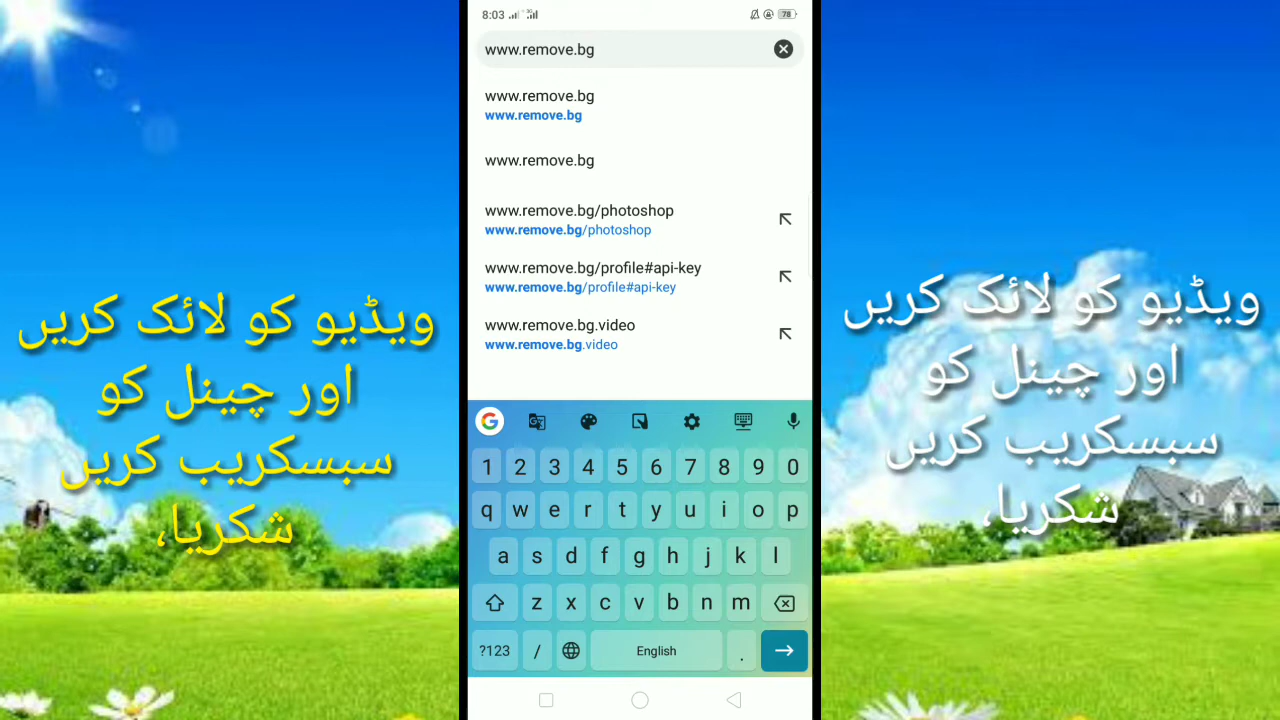 ویڈیو کو لائک کریں
اور چینل کو
سبسکریب کریں
شکریا،
8:03
78
www.remove.bg
www.remove.bg
www.remove.bg
www.remove.bg
www.remove.bg/photoshop
www.remove.bg/photoshop
www.remove.bg/profile#api-key
www.remove.bg/profile#api-key
www.remove.bg.video
www.remove.bg.video
G
1 2 3 4 5 6 7 8 9 0
q w e r t y u i o p
a s d f g h j k l
z x c v b n m
?123 / English .
ویڈیو کو لائک کریں
اور چینل کو
سبسکریب کریں
شکریا،